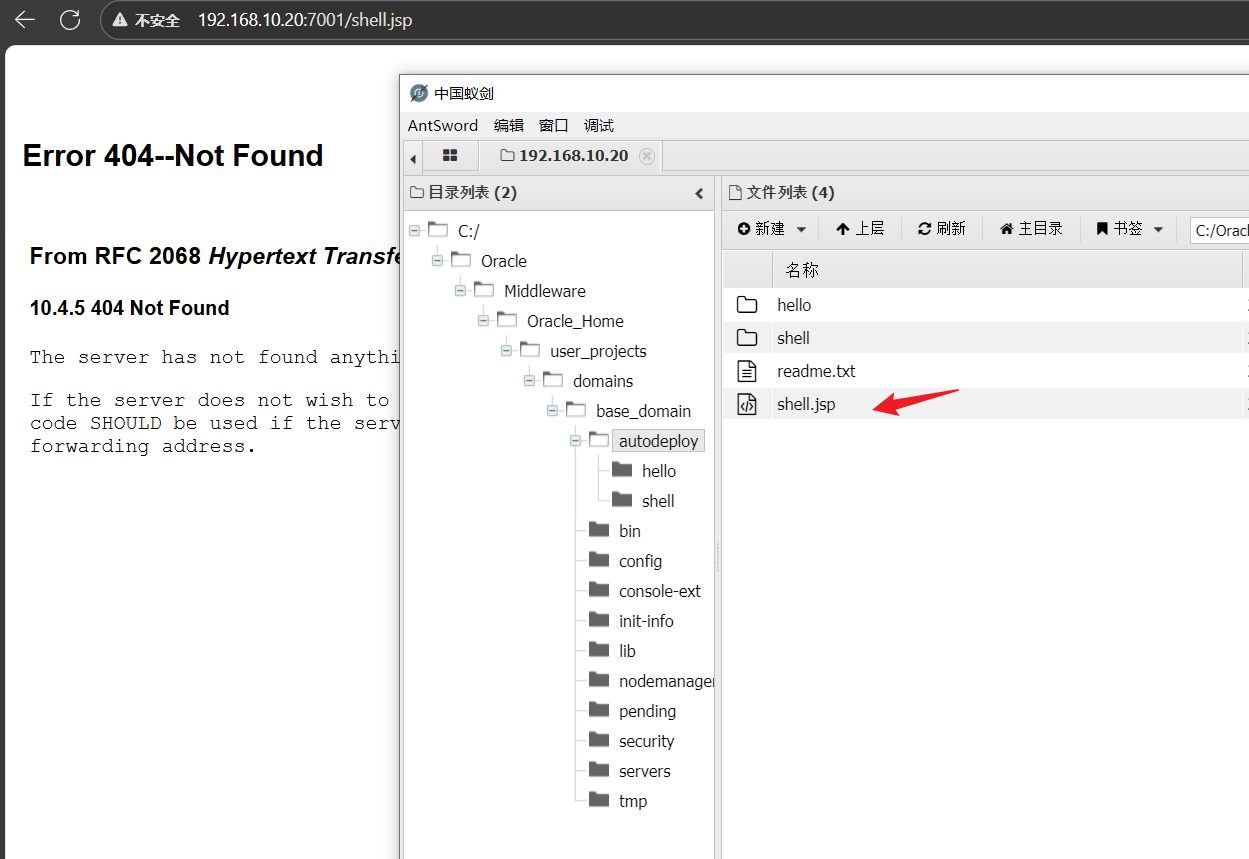 不安全 192.168.10.20:7001/shell.jsp
Error 404--Not Found
From RFC 2068 Hypertext Transfe
10.4.5 404 Not Found
The server has not found anythi
If the server does not wish to
code SHOULD be used if the serv
forwarding address.
中国蚁剑
AntSword 编辑 窗口 调试
192.168.10.20
目录列表 (2)
C:/
Oracle
Middleware
Oracle_Home
user_projects
domains
base_domain
autodeploy
hello
shell
bin
config
console-ext
init-info
lib
nodemanager
pending
security
servers
tmp
文件列表 (4)
新建 上层 刷新 主目录 书签 C:/Oracl
名称
hello
shell
readme.txt
shell.jsp